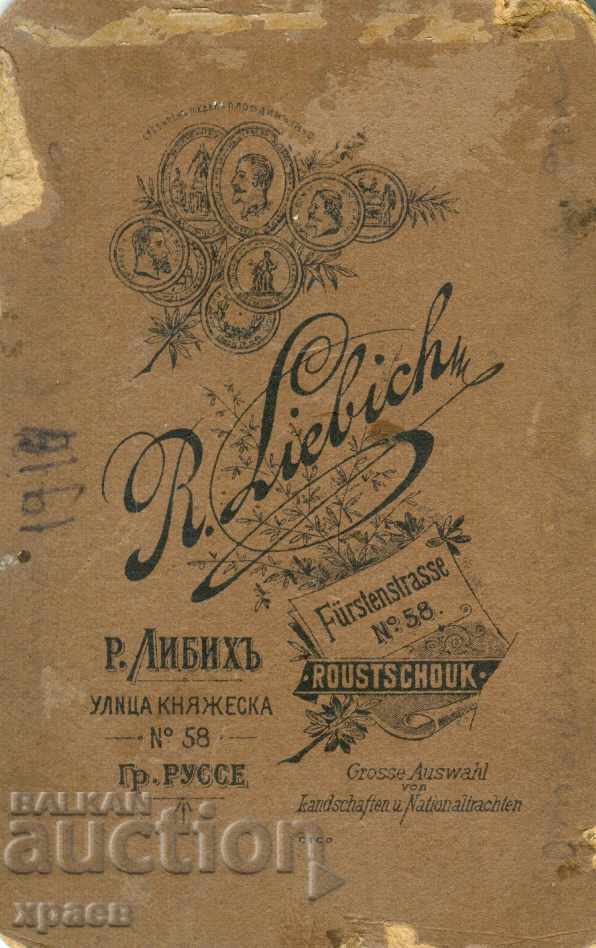 R. Liebich
Fürstenstrasse
No. 58.
ROUSTSCHOUK
Р. ЛИБИХЪ
УЛИЦА КНЯЖЕСКА
No 58
Гр. РУССЕ
Grosse Auswahl
von
Landschaften u. Nationaltrachten
BALKAN
auction
храев